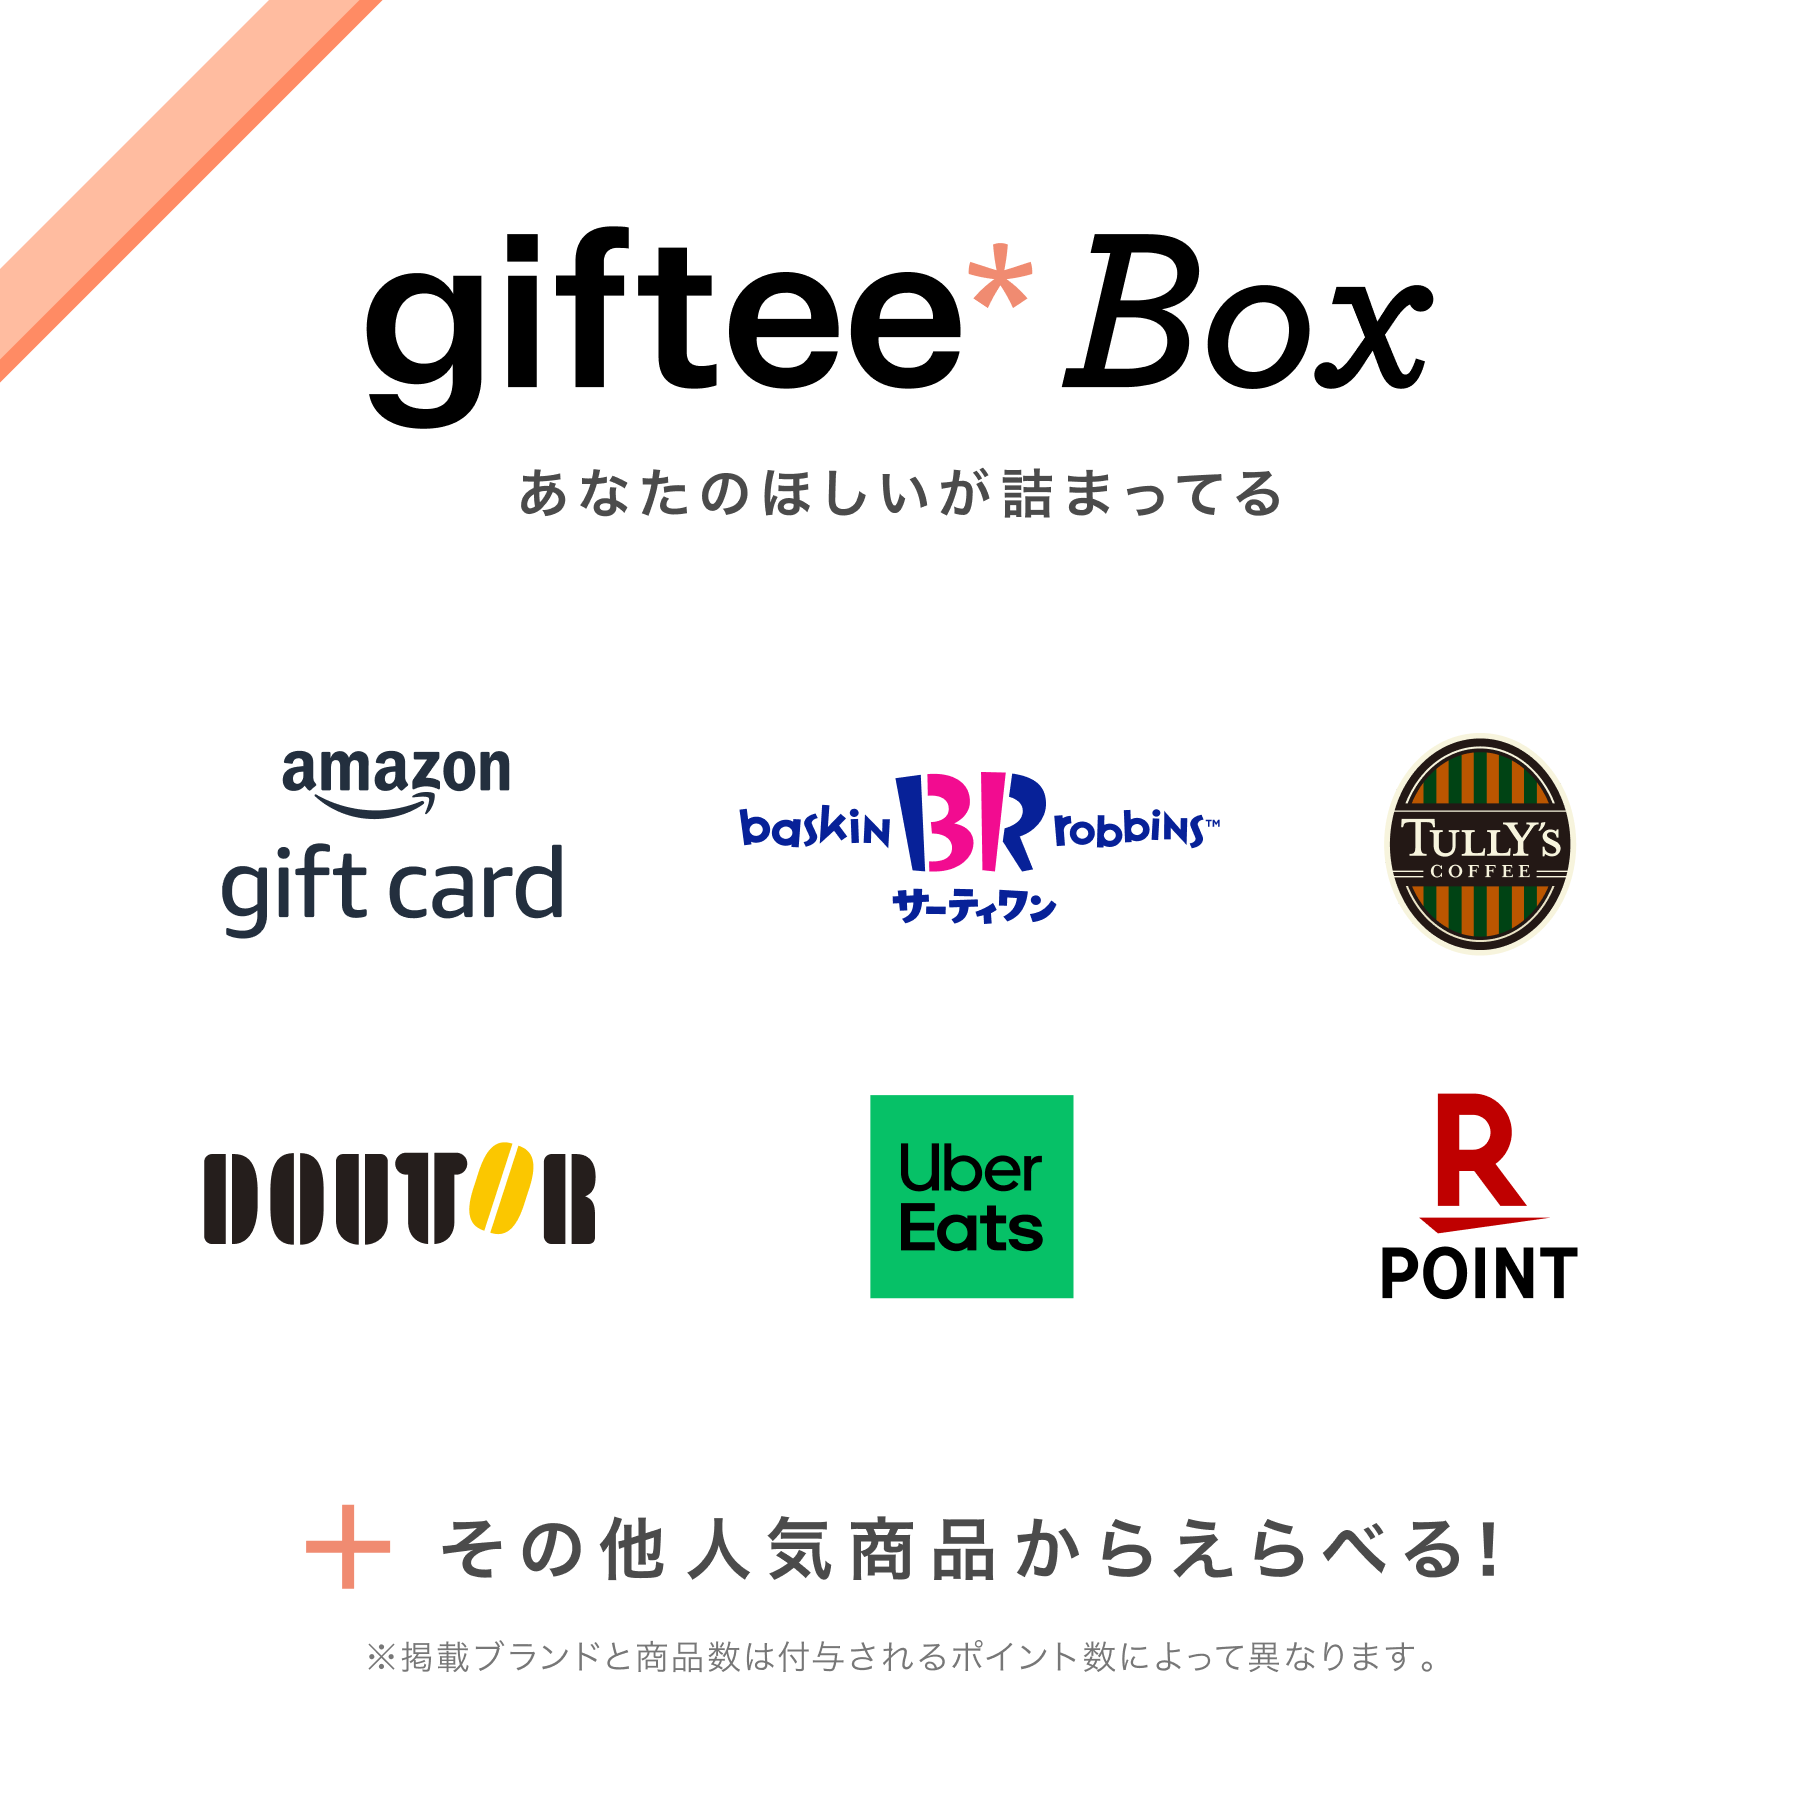 giftee* Box
あなたのほしいが詰まってる
amazon
gift card
baskin BR robbins™
サーティワン
TULLY'S
COFFEE
DOUTOR
Uber
Eats
R
POINT
+ その他人気商品からえらべる!
※掲載ブランドと商品数は付与されるポイント数によって異なります。